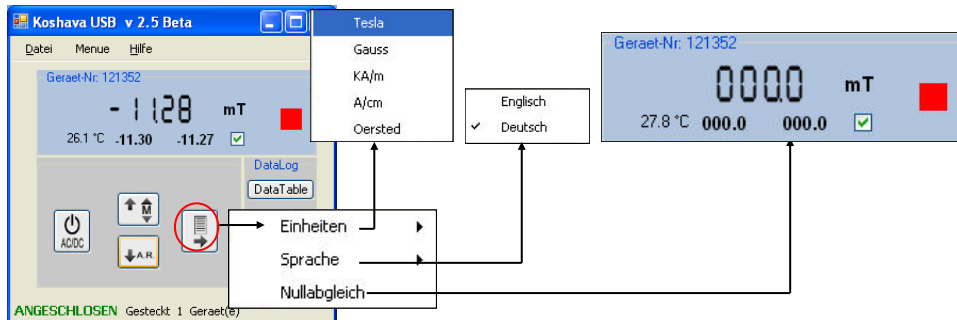 Koshava USB v 2.5 Beta
Datei Menue Hilfe
Geraet-Nr: 121352
-11.28 mT
26.1 °C -11.30 -11.27
DataLog
DataTable
M
AC/DC
A.R.
ANGESCHLOSEN Gesteckt 1 Geraet(e)
Tesla
Gauss
KA/m
A/cm
Oersted
Englisch
Deutsch
Einheiten
Sprache
Nullabgleich
Geraet-Nr: 121352
000.0 mT
27.8 °C 000.0 000.0